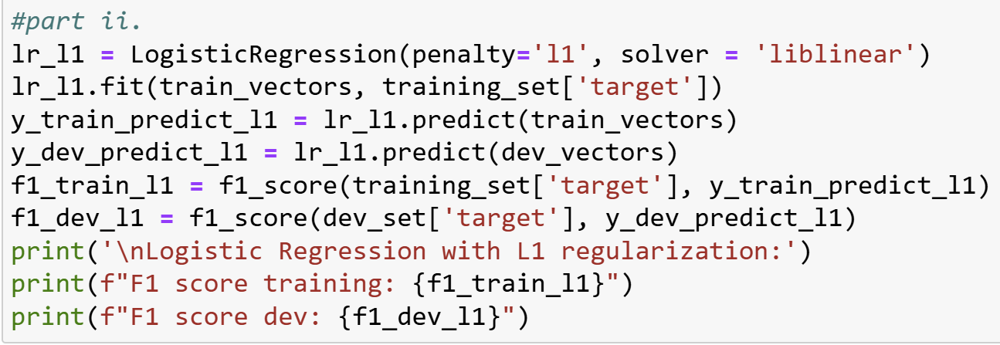 #part ii.
lr_l1 = LogisticRegression(penalty='l1', solver = 'liblinear')
lr_l1.fit(train_vectors, training_set['target'])
y_train_predict_l1 = lr_l1.predict(train_vectors)
y_dev_predict_l1 = lr_l1.predict(dev_vectors)
f1_train_l1 = f1_score(training_set['target'], y_train_predict_l1)
f1_dev_l1 = f1_score(dev_set['target'], y_dev_predict_l1)
print('\nLogistic Regression with L1 regularization:')
print(f"F1 score training: {f1_train_l1}")
print(f"F1 score dev: {f1_dev_l1}")